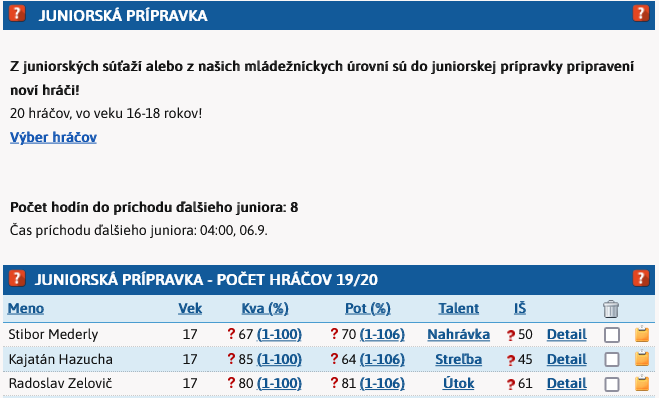 JUNIORSKÁ PRÍPRAVKA
Z juniorských súťaží alebo z našich mládežníckych úrovní sú do juniorskej prípravky pripravení
noví hráči!
20 hráčov, vo veku 16-18 rokov!
Výber hráčov
Počet hodín do príchodu ďalšieho juniora: 8
Čas príchodu ďalšieho juniora: 04:00, 06.9.
JUNIORSKÁ PRÍPRAVKA - POČET HRÁČOV 19/20
Meno Vek Kva (%) Pot (%) Talent IŠ
Stibor Mederly 17 ? 67 (1-100) ? 70 (1-106) Nahrávka ? 50 Detail
Kajatán Hazucha 17 ? 85 (1-100) ? 64 (1-106) Streľba ? 45 Detail
Radoslav Zelovič 17 ? 80 (1-100) ? 81 (1-106) Útok ? 61 Detail